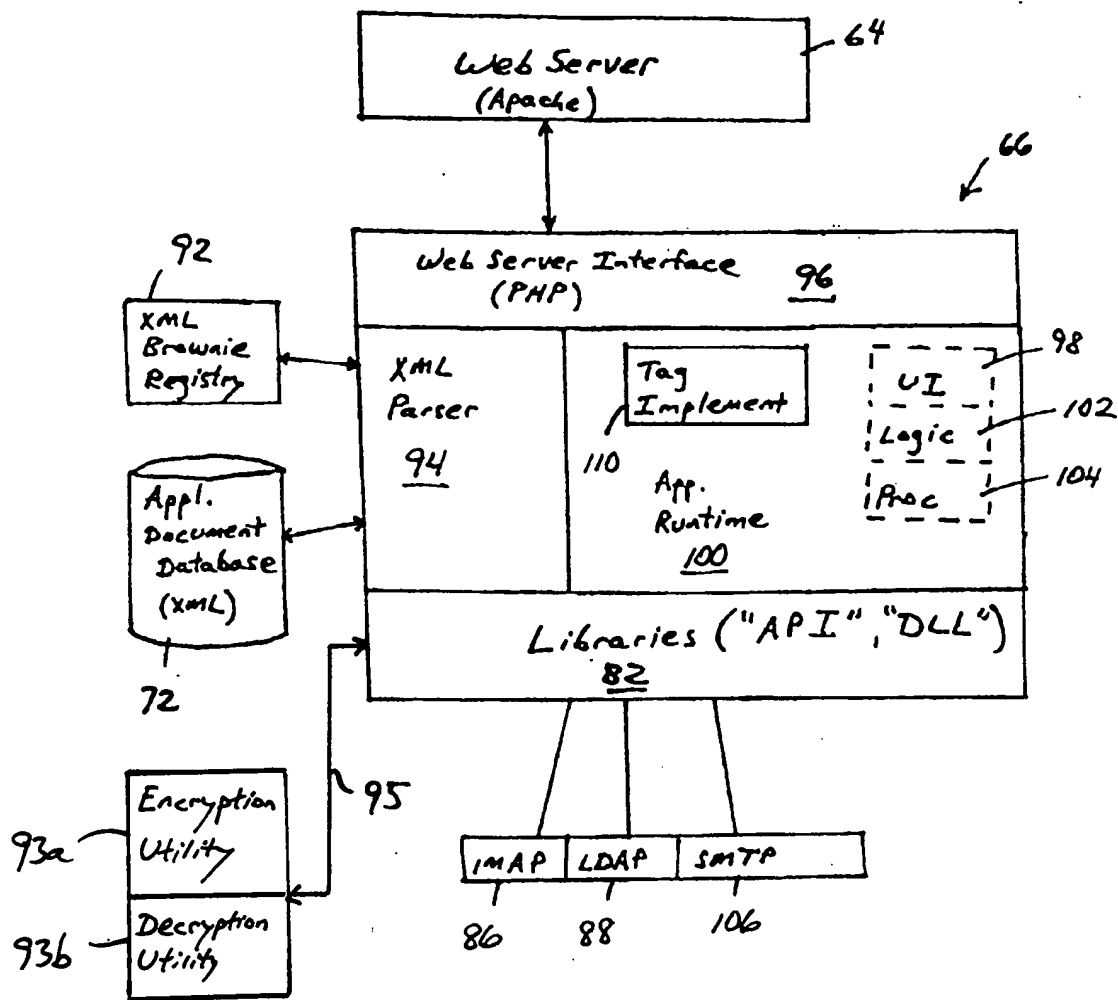 Web Server
(Apache)
64
66
Web Server Interface
(PHP)
96
92
XML
Brownie
Registry
XML
Parser
94
Tag
Implement
110
App.
Runtime
100
UI
98
Logic
102
Proc
104
Appl.
Document
Database
(XML)
72
Libraries ("API", "DLL")
82
95
Encryption
Utility
93a
Decryption
Utility
93b
IMAP
LDAP
SMTP
86
88
106